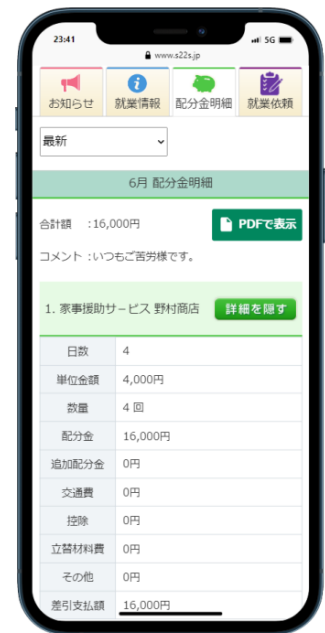 23:41
5G
www.s22s.jp
お知らせ 就業情報 配分金明細 就業依頼
最新
6月 配分金明細
合計額 :16,000円
PDFで表示
コメント :いつもご苦労様です。
1. 家事援助サービス 野村商店 詳細を隠す
日数 4
単位金額 4,000円
数量 4 回
配分金 16,000円
追加配分金 0円
交通費 0円
控除 0円
立替材料費 0円
その他 0円
差引支払額 16,000円